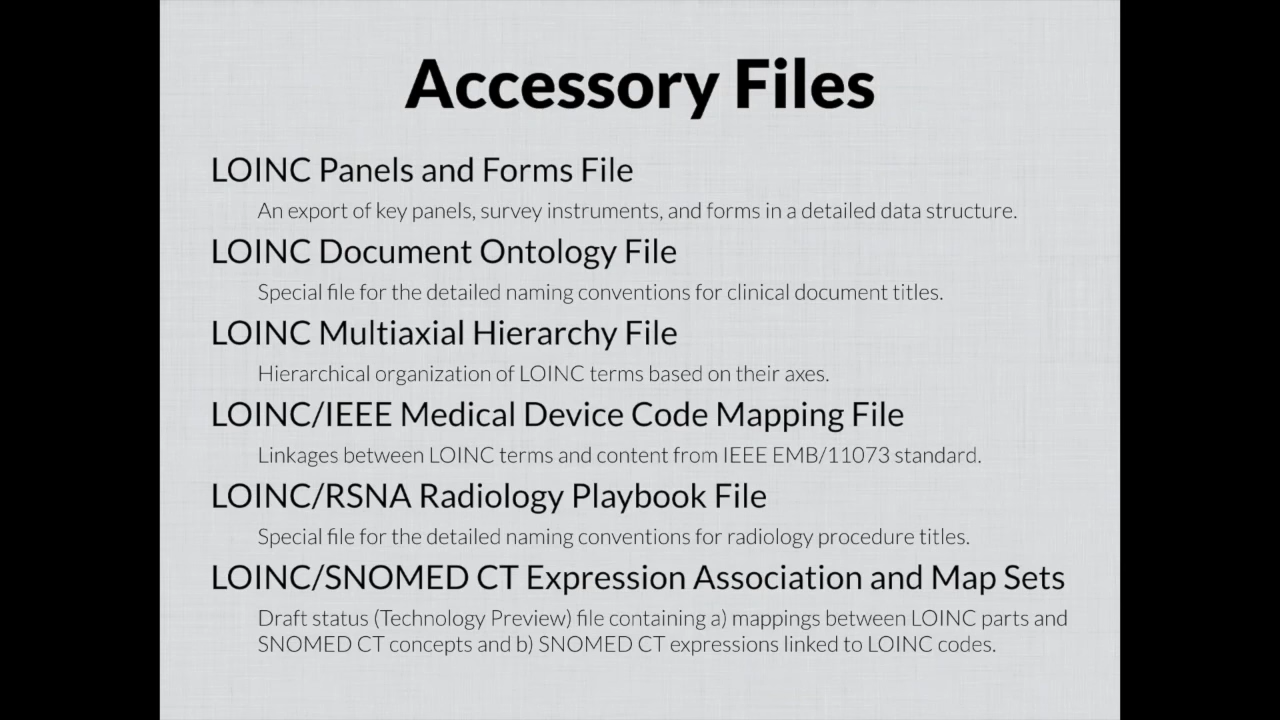 Accessory Files
LOINC Panels and Forms File
An export of key panels, survey instruments, and forms in a detailed data structure.
LOINC Document Ontology File
Special file for the detailed naming conventions for clinical document titles.
LOINC Multiaxial Hierarchy File
Hierarchical organization of LOINC terms based on their axes.
LOINC/IEEE Medical Device Code Mapping File
Linkages between LOINC terms and content from IEEE EMB/11073 standard.
LOINC/RSNA Radiology Playbook File
Special file for the detailed naming conventions for radiology procedure titles.
LOINC/SNOMED CT Expression Association and Map Sets
Draft status (Technology Preview) file containing a) mappings between LOINC parts and
SNOMED CT concepts and b) SNOMED CT expressions linked to LOINC codes.